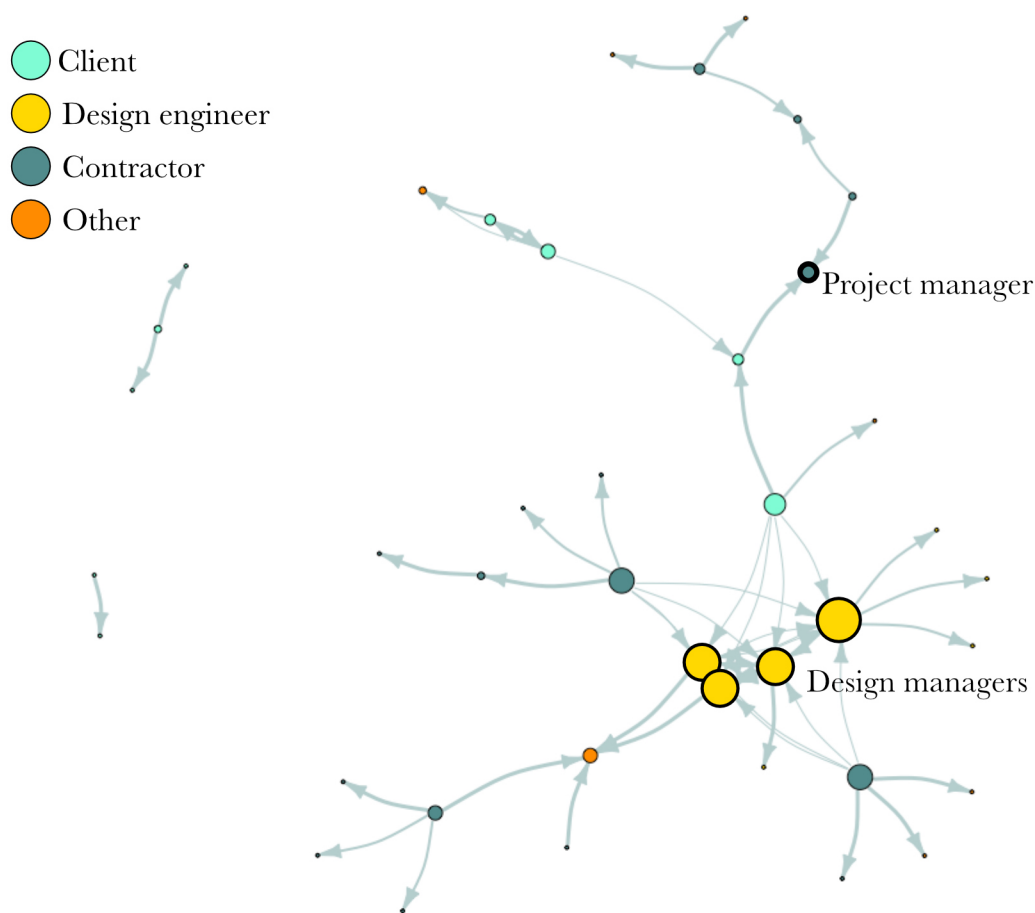 Client
Design engineer
Contractor
Other
Project manager
Design managers